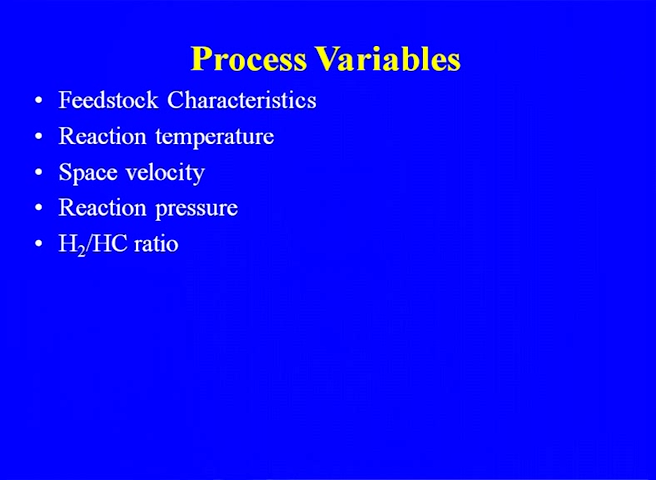 Process Variables
• Feedstock Characteristics
• Reaction temperature
• Space velocity
• Reaction pressure
• H₂/HC ratio